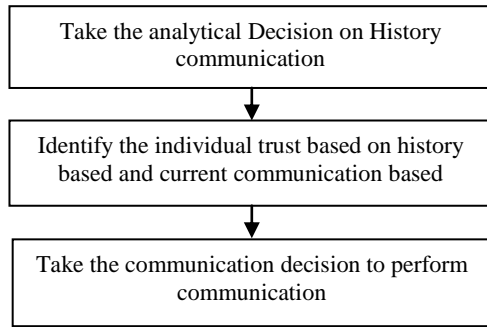 Take the analytical Decision on History
communication
Identify the individual trust based on history
based and current communication based
Take the communication decision to perform
communication